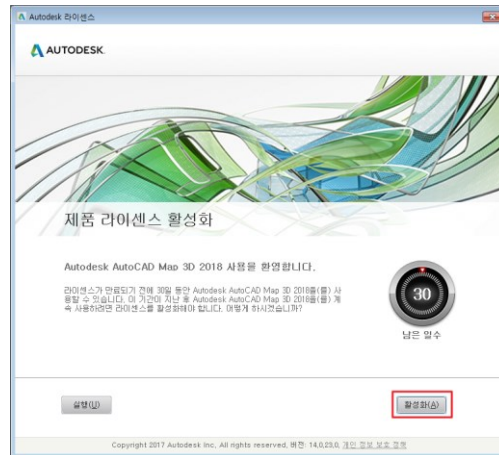 Autodesk 라이센스
AUTODESK.
제품 라이센스 활성화
Autodesk AutoCAD Map 3D 2018 사용을 환영합니다.
라이센스가 만료되기 전에 30일 동안 Autodesk AutoCAD Map 3D 2018을(를) 사
용할 수 있습니다. 이 기간이 지난 후 Autodesk AutoCAD Map 3D 2018을(를) 계
속 사용하려면 라이센스를 활성화해야 합니다. 어떻게 하시겠습니까?
30
남은 일수
실행(U)
활성화(A)
Copyright 2017 Autodesk Inc, All rights reserved, 버전: 14.0.23.0, 개인 정보 보호 정책